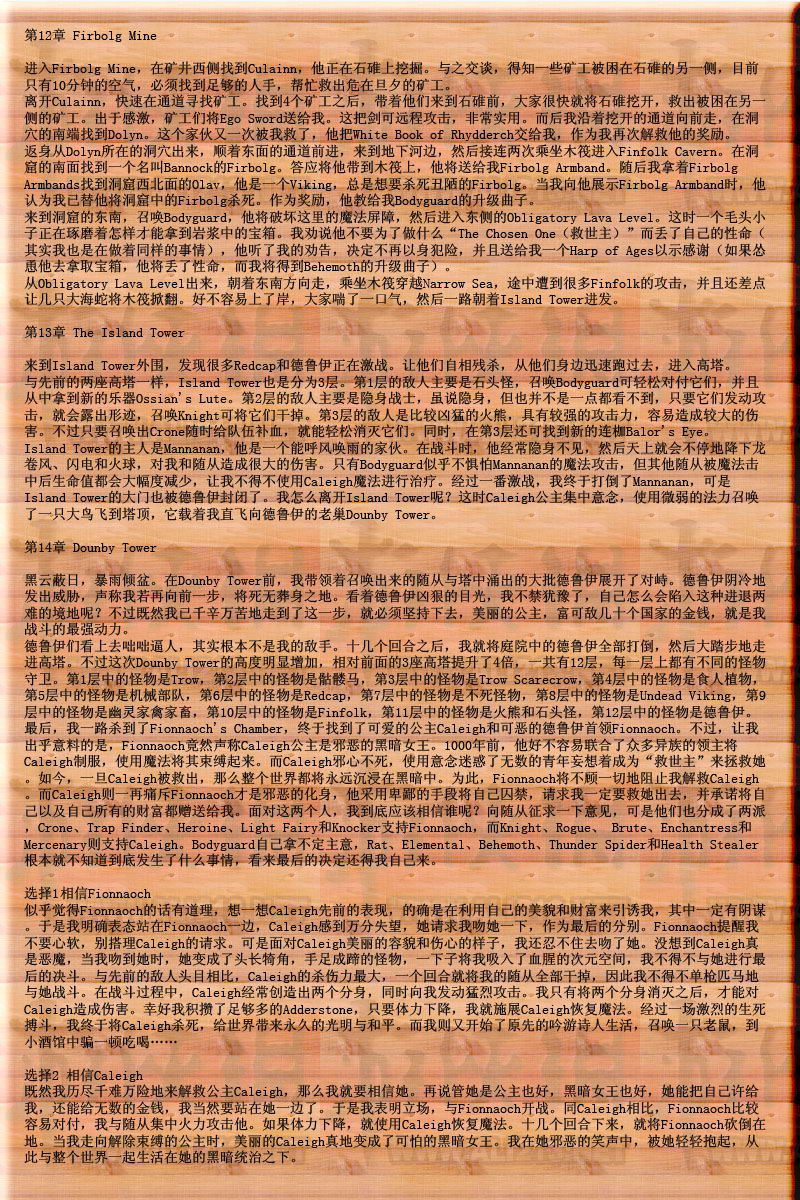 第12章 Firbolg Mine
进入Firbolg Mine，在矿井西侧找到Culainn，他正在石碓上挖掘。与之交谈，得知一些矿工被困在石碓的另一侧，目前
只有10分钟的空气，必须找到足够的人手，帮忙救出危在旦夕的矿工。
离开Culainn，快速在通道寻找矿工。找到4个矿工之后，带着他们来到石碓前，大家很快就将石碓挖开，救出被困在另一
侧的矿工。出于感激，矿工们将Ego Sword送给我。这把剑可远程攻击，非常实用。而后我沿着挖开的通道向前走，在洞
穴的南端找到Dolyn。这个家伙又一次被我救了，他把White Book of Rhydderch交给我，作为我再次解救他的奖励。
返身从Dolyn所在的洞穴出来，顺着东面的通道前进，来到地下河边，然后接连两次乘坐木筏进入Finfolk Cavern。在洞
窟的南面找到一个名叫Bannock的Firbolg。答应将他带到木筏上，他将送给我Firbolg Armband。随后我拿着Firbolg
Armbands找到洞窟西北面的Olav，他是一个Viking，总是想要杀死丑陋的Firbolg。当我向他展示Firbolg Armband时，他
认为我已替他将洞窟中的Firbolg杀死。作为奖励，他教给我Bodyguard的升级曲子。
来到洞窟的东南，召唤Bodyguard，他将破坏这里的魔法屏障，然后进入东侧的Obligatory Lava Level。这时一个毛头小
子正在琢磨着怎样才能拿到岩浆中的宝箱。我劝说他不要为了做什么“The Chosen One（救世主）”而丢了自己的性命（
其实我也是在做着同样的事情），他听了我的劝告，决定不再以身犯险，并且送给我一个Harp of Ages以示感谢（如果怂
恿他去拿取宝箱，他将丢了性命，而我将得到Behemoth的升级曲子）。
从Obligatory Lava Level出来，朝着东南方向走，乘坐木筏穿越Narrow Sea，途中遭到很多Finfolk的攻击，并且还差点
让几只大海蛇将木筏掀翻。好不容易上了岸，大家喘了一口气，然后一路朝着Island Tower进发。
第13章 The Island Tower
来到Island Tower外围，发现很多Redcap和德鲁伊正在激战。让他们自相残杀，从他们身边迅速跑过去，进入高塔。
与先前的两座高塔一样，Island Tower也是分为3层。第1层的敌人主要是石头怪，召唤Bodyguard可轻松对付它们，并且
从中拿到新的乐器Ossian's Lute。第2层的敌人主要是隐身战士，虽说隐身，但也并不是一点都看不到，只要它们发动攻
击，就会露出形迹，召唤Knight可将它们干掉。第3层的敌人是比较凶猛的火熊，具有较强的攻击力，容易造成较大的伤
害。不过只要召唤出Crone随时给队伍补血，就能轻松消灭它们。同时，在第3层还可找到新的连枷Balor's Eye。
Island Tower的主人是Mannanan，他是一个能呼风唤雨的家伙。在战斗时，他经常隐身不见，然后天上就会不停地降下龙
卷风、闪电和火球，对我和随从造成很大的伤害。只有Bodyguard似乎不惧怕Mannanan的魔法攻击，但其他随从被魔法击
中后生命值都会大幅度减少，让我不得不使用Caleigh魔法进行治疗。经过一番激战，我终于打倒了Mannanan，可是
Island Tower的大门也被德鲁伊封闭了。我怎么离开Island Tower呢？这时Caleigh公主集中意念，使用微弱的法力召唤
了一只大鸟飞到塔顶，它载着我直飞向德鲁伊的老巢Dounby Tower。
第14章 Dounby Tower
黑云蔽日，暴雨倾盆。在Dounby Tower前，我带领着召唤出来的随从与塔中涌出的大批德鲁伊展开了对峙。德鲁伊阴冷地
发出威胁，声称我若再向前一步，将死无葬身之地。看着德鲁伊凶狠的目光，我不禁犹豫了，自己怎么会陷入这种进退两
难的境地呢？不过既然我已千辛万苦地走到了这一步，就必须坚持下去，美丽的公主，富可敌几十个国家的金钱，就是我
战斗的最强动力。
德鲁伊们看上去咄咄逼人，其实根本不是我的敌手。十几个回合之后，我就将庭院中的德鲁伊全部打倒，然后大踏步地走
进高塔。不过这次Dounby Tower的高度明显增加，相对前面的3座高塔提升了4倍，一共有12层，每一层上都有不同的怪物
守卫。第1层中的怪物是Trow，第2层中的怪物是骷髅马，第3层中的怪物是Trow Scarecrow，第4层中的怪物是食人植物，
第5层中的怪物是机械部队，第6层中的怪物是Redcap，第7层中的怪物是不死怪物，第8层中的怪物是Undead Viking，第9
层中的怪物是幽灵家禽家畜，第10层中的怪物是Finfolk，第11层中的怪物是火熊和石头怪，第12层中的怪物是德鲁伊。
最后，我一路杀到了Fionnaoch's Chamber，终于找到了可爱的公主Caleigh和可恶的德鲁伊首领Fionnaoch。不过，让我
出乎意料的是，Fionnaoch竟然声称Caleigh公主是邪恶的黑暗女王。1000年前，他好不容易联合了众多异族的领主将
Caleigh制服，使用魔法将其束缚起来。而Caleigh邪心不死，使用意念迷惑了无数的青年妄想着成为“救世主”来拯救她
。如今，一旦Caleigh被救出，那么整个世界都将永远沉浸在黑暗中。为此，Fionnaoch将不顾一切地阻止我解救Caleigh
。而Caleigh则一再痛斥Fionnaoch才是邪恶的化身，他采用卑鄙的手段将自己囚禁，请求我一定要救她出去，并承诺将自
己以及自己所有的财富都赠送给我。面对这两个人，我到底应该相信谁呢？向随从征求一下意见，可是他们也分成了两派
，Crone、Trap Finder、Heroine、Light Fairy和Knocker支持Fionnaoch，而Knight、Rogue、 Brute、Enchantress和
Mercenary则支持Caleigh。Bodyguard自己拿不定主意，Rat、Elemental、Behemoth、Thunder Spider和Health Stealer
根本就不知道到底发生了什么事情，看来最后的决定还得我自己来。
选择1相信Fionnaoch
似乎觉得Fionnaoch的话有道理，想一想Caleigh先前的表现，的确是在利用自己的美貌和财富来引诱我，其中一定有阴谋
。于是我明确表态站在Fionnaoch一边，Caleigh感到万分失望，她请求我吻她一下，作为最后的分别。Fionnaoch提醒我
不要心软，别搭理Caleigh的请求。可是面对Caleigh美丽的容貌和伤心的样子，我还忍不住去吻了她。没想到Caleigh真
是恶魔，当我吻到她时，她变成了头长犄角，手足成蹄的怪物，一下子将我吸入了血腥的次元空间，我不得不与她进行最
后的决斗。与先前的敌人头目相比，Caleigh的杀伤力最大，一个回合就将我的随从全部干掉，因此我不得不单枪匹马地
与她战斗。在战斗过程中，Caleigh经常创造出两个分身，同时向我发动猛烈攻击。我只有将两个分身消灭之后，才能对
Caleigh造成伤害。幸好我积攒了足够多的Adderstone，只要体力下降，我就施展Caleigh恢复魔法。经过一场激烈的生死
搏斗，我终于将Caleigh杀死，给世界带来永久的光明与和平。而我则又开始了原先的吟游诗人生活，召唤一只老鼠，到
小酒馆中骗一顿吃喝……
选择2 相信Caleigh
既然我历尽千难万险地来解救公主Caleigh，那么我就要相信她。再说管她是公主也好，黑暗女王也好，她能把自己许给
我，还能给无数的金钱，我当然要站在她一边了。于是我表明立场，与Fionnaoch开战。同Caleigh相比，Fionnaoch比较
容易对付，我与随从集中火力攻击他。如果体力下降，就使用Caleigh恢复魔法。十几个回合下来，就将Fionnaoch砍倒在
地。当我走向解除束缚的公主时，美丽的Caleigh真地变成了可怕的黑暗女王。我在她邪恶的笑声中，被她轻轻抱起，从
此与整个世界一起生活在她的黑暗统治之下。